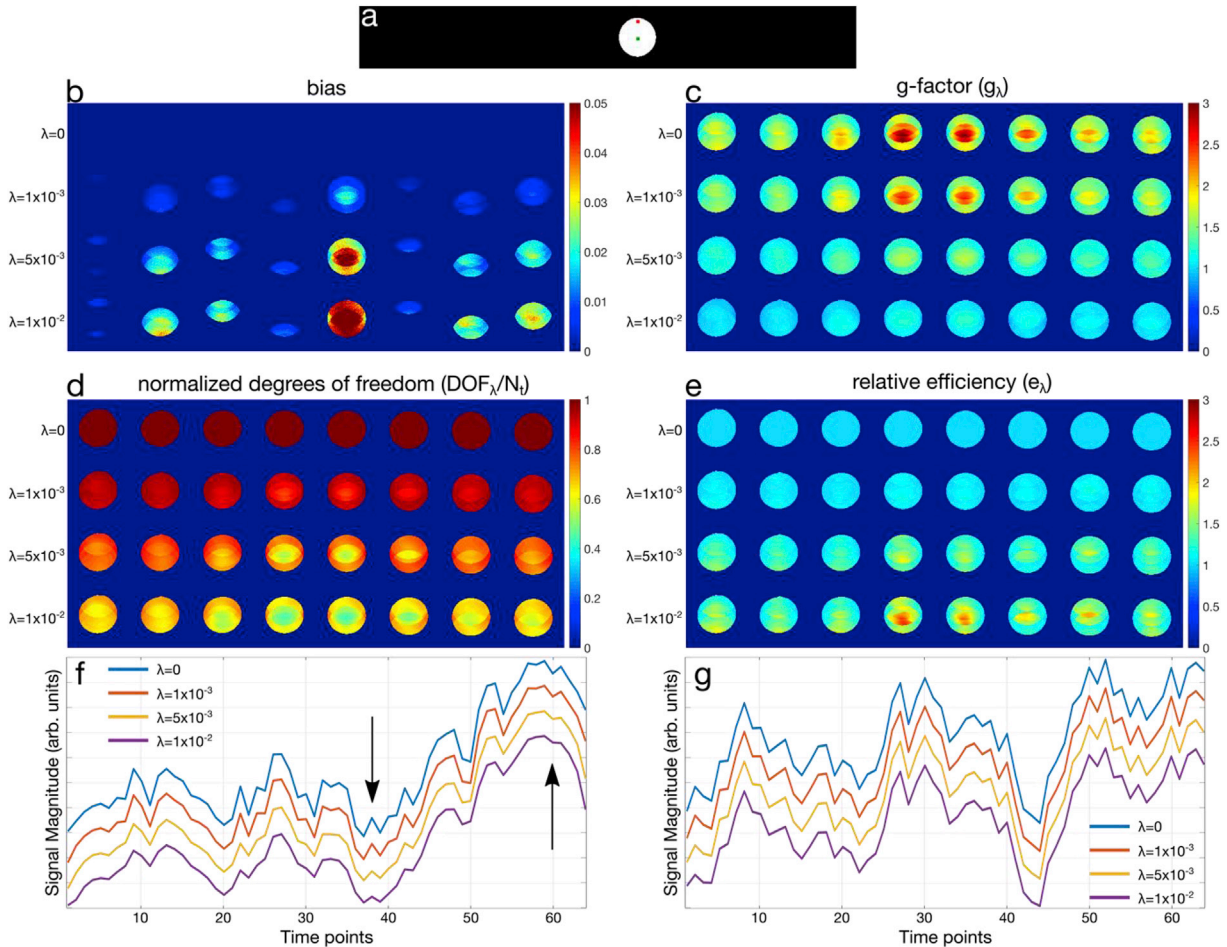 a
b
bias
λ=0
λ=1x10⁻³
λ=5x10⁻³
λ=1x10⁻²
0.05
0.04
0.03
0.02
0.01
0
c
g-factor (gλ)
λ=0
λ=1x10⁻³
λ=5x10⁻³
λ=1x10⁻²
3
2.5
2
1.5
1
0.5
0
d
normalized degrees of freedom (DOFλ/Nₜ)
λ=0
λ=1x10⁻³
λ=5x10⁻³
λ=1x10⁻²
1
0.8
0.6
0.4
0.2
0
e
relative efficiency (eλ)
λ=0
λ=1x10⁻³
λ=5x10⁻³
λ=1x10⁻²
3
2.5
2
1.5
1
0.5
0
f
λ=0
λ=1x10⁻³
λ=5x10⁻³
λ=1x10⁻²
Signal Magnitude (arb. units)
10 20 30 40 50 60
Time points
g
λ=0
λ=1x10⁻³
λ=5x10⁻³
λ=1x10⁻²
Signal Magnitude (arb. units)
10 20 30 40 50 60
Time points